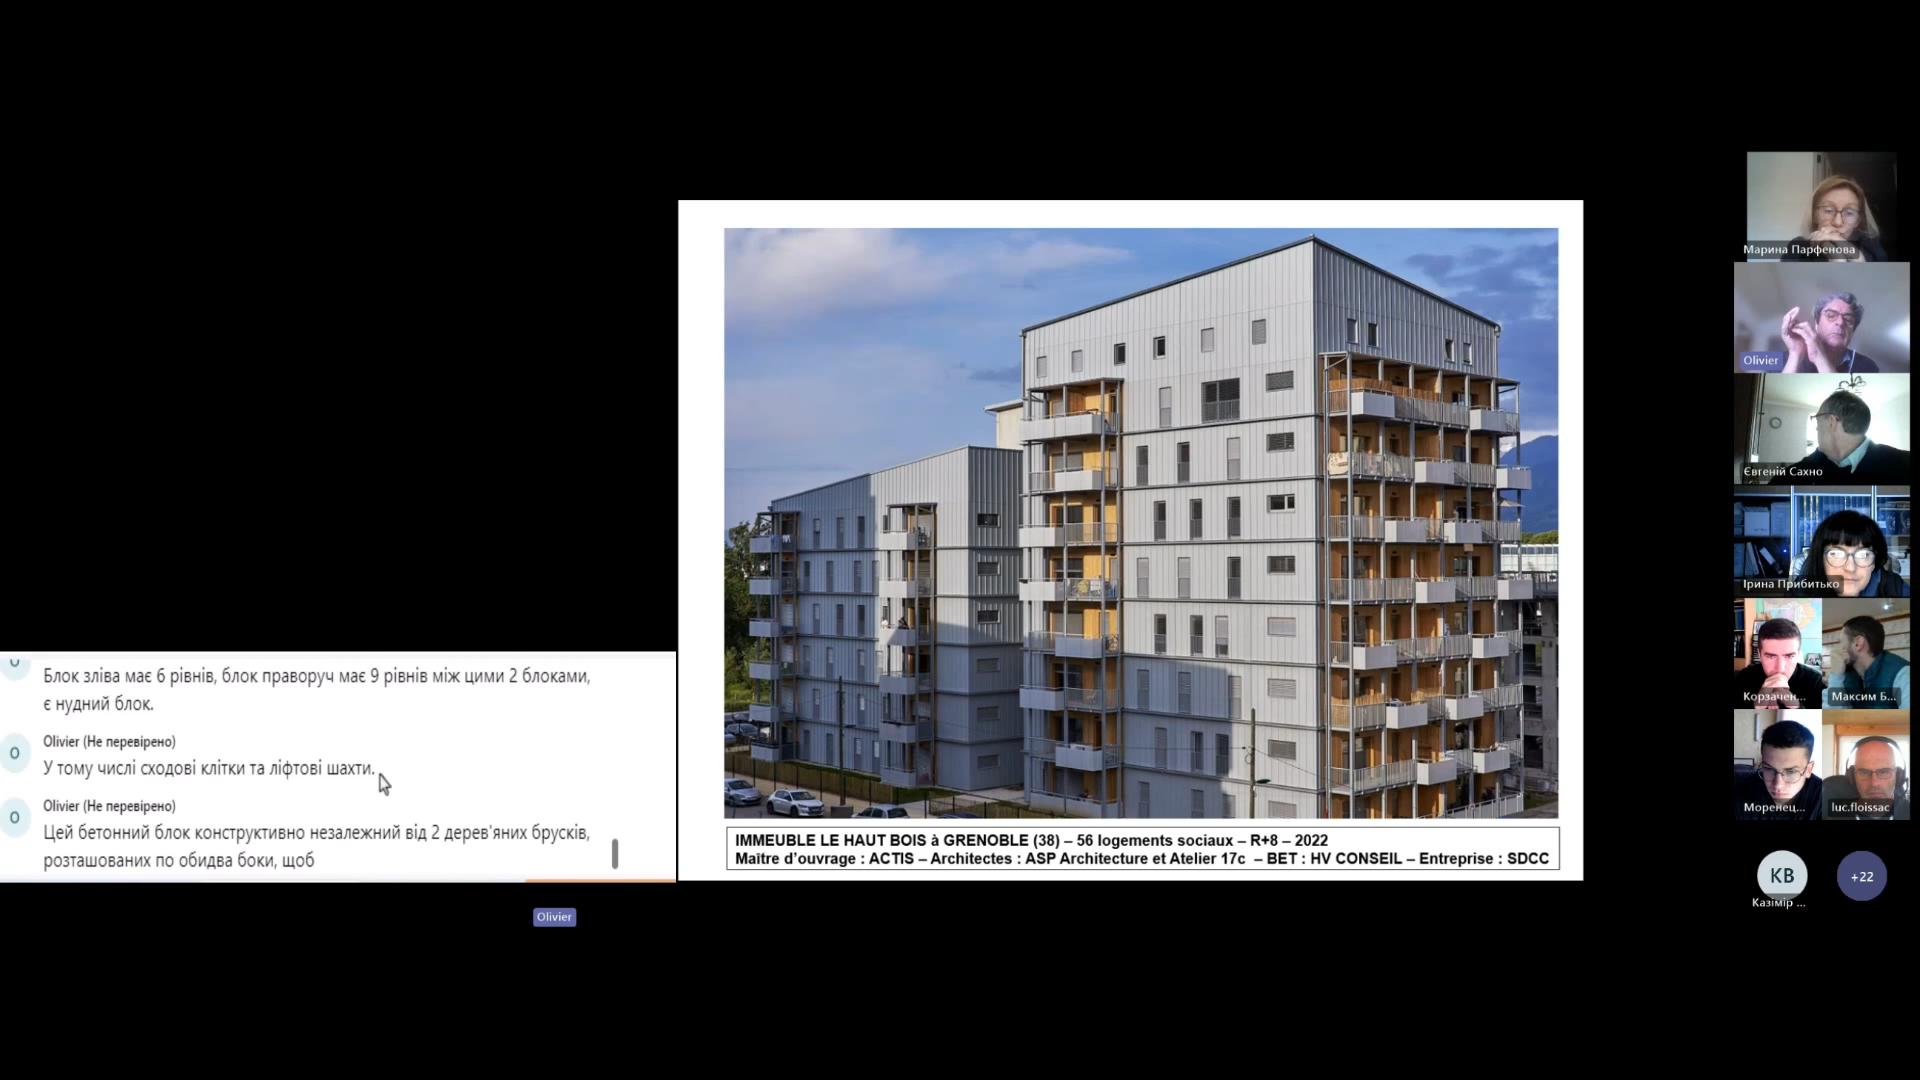 Блок зліва має 6 рівнів, блок праворуч має 9 рівнів між цими 2 блоками,
є нудний блок.
O
Olivier (Не перевірено)
У тому числі сходові клітки та ліфтові шахти.
O
Olivier (Не перевірено)
Цей бетонний блок конструктивно незалежний від 2 дерев'яних брусків,
розташованих по обидва боки, щоб
Olivier
IMMEUBLE LE HAUT BOIS à GRENOBLE (38) – 56 logements sociaux – R+8 – 2022
Maître d'ouvrage : ACTIS – Architectes : ASP Architecture et Atelier 17c – BET : HV CONSEIL – Entreprise : SDCC
Марина Парфенова
Olivier
Євгеній Сахно
Ірина Прибитько
Корзачен...
Максим Б...
Моренец...
luc.floissac
КВ
Казімір ...
+22